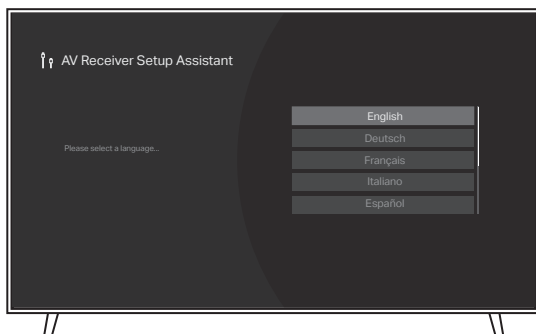 AV Receiver Setup Assistant
Please select a language...
English
Deutsch
Français
Italiano
Español